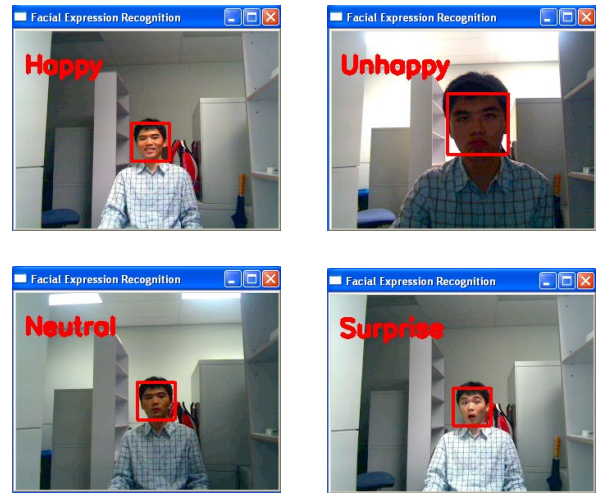 Facial Expression Recognition
Happy
Facial Expression Recognition
Unhappy
Facial Expression Recognition
Neutral
Facial Expression Recognition
Surprise